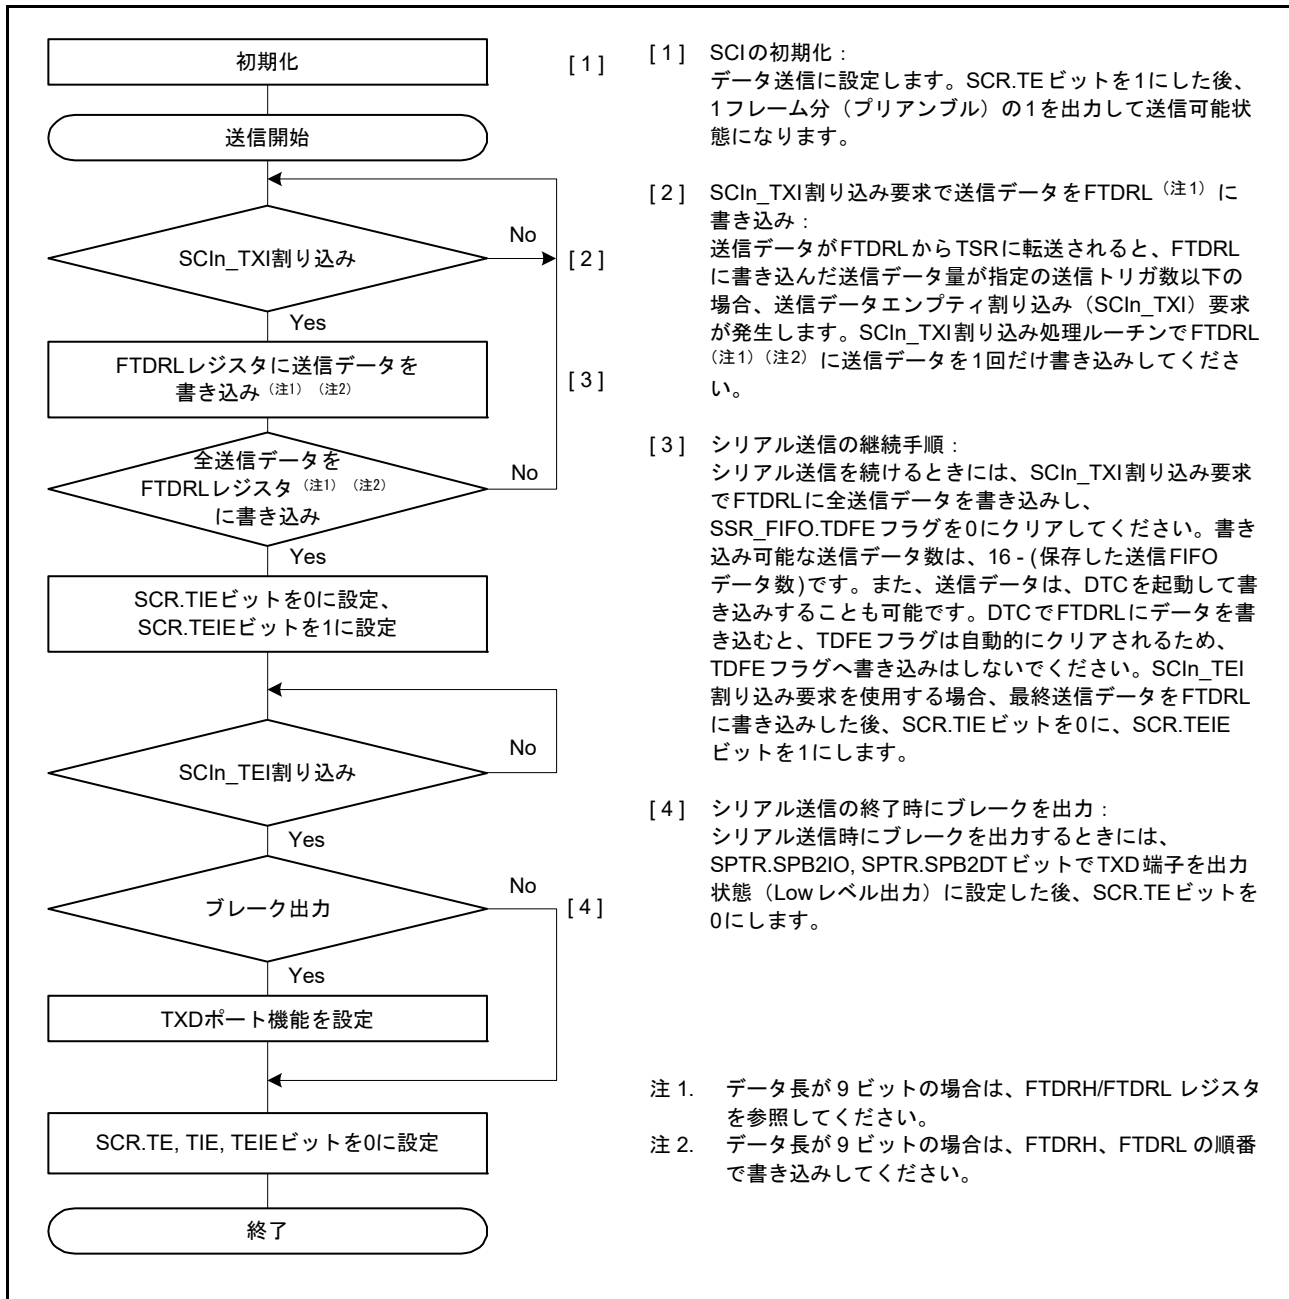 初期化
[ 1 ]
送信開始
SCIn_TXI割り込み
No
[ 2 ]
Yes
FTDRLレジスタに送信データを
書き込み（注1）（注2）
[ 3 ]
全送信データを
FTDRLレジスタ（注1）（注2）
に書き込み
No
Yes
SCR.TIEビットを0に設定、
SCR.TEIEビットを1に設定
SCIn_TEI割り込み
No
Yes
ブレーク出力
No
[ 4 ]
Yes
TXDポート機能を設定
SCR.TE, TIE, TEIEビットを0に設定
終了
[ 1 ] SCIの初期化：
データ送信に設定します。SCR.TEビットを1にした後、
1フレーム分（プリアンブル）の1を出力して送信可能状
態になります。
[ 2 ] SCIn_TXI割り込み要求で送信データをFTDRL（注1）に
書き込み：
送信データがFTDRLからTSRに転送されると、FTDRL
に書き込んだ送信データ量が指定の送信トリガ数以下の
場合、送信データエンプティ割り込み（SCIn_TXI）要求
が発生します。SCIn_TXI割り込み処理ルーチンでFTDRL
（注1）（注2）に送信データを1回だけ書き込みしてくださ
い。
[ 3 ] シリアル送信の継続手順：
シリアル送信を続けるときには、SCIn_TXI割り込み要求
でFTDRLに全送信データを書き込みし、
SSR_FIFO.TDFEフラグを0にクリアしてください。書き
込み可能な送信データ数は、16 - (保存した送信FIFO
データ数)です。また、送信データは、DTCを起動して書
き込みすることも可能です。DTCでFTDRLにデータを書
き込むと、TDFEフラグは自動的にクリアされるため、
TDFEフラグへ書き込みはしないでください。SCIn_TEI
割り込み要求を使用する場合、最終送信データをFTDRL
に書き込みした後、SCR.TIEビットを0に、SCR.TEIE
ビットを1にします。
[ 4 ] シリアル送信の終了時にブレークを出力：
シリアル送信時にブレークを出力するときには、
SPTR.SPB2IO, SPTR.SPB2DTビットでTXD端子を出力
状態（Lowレベル出力）に設定した後、SCR.TEビットを
0にします。
注 1. データ長が 9 ビットの場合は、FTDRH/FTDRL レジスタ
を参照してください。
注 2. データ長が 9 ビットの場合は、FTDRH、FTDRL の順番
で書き込みしてください。